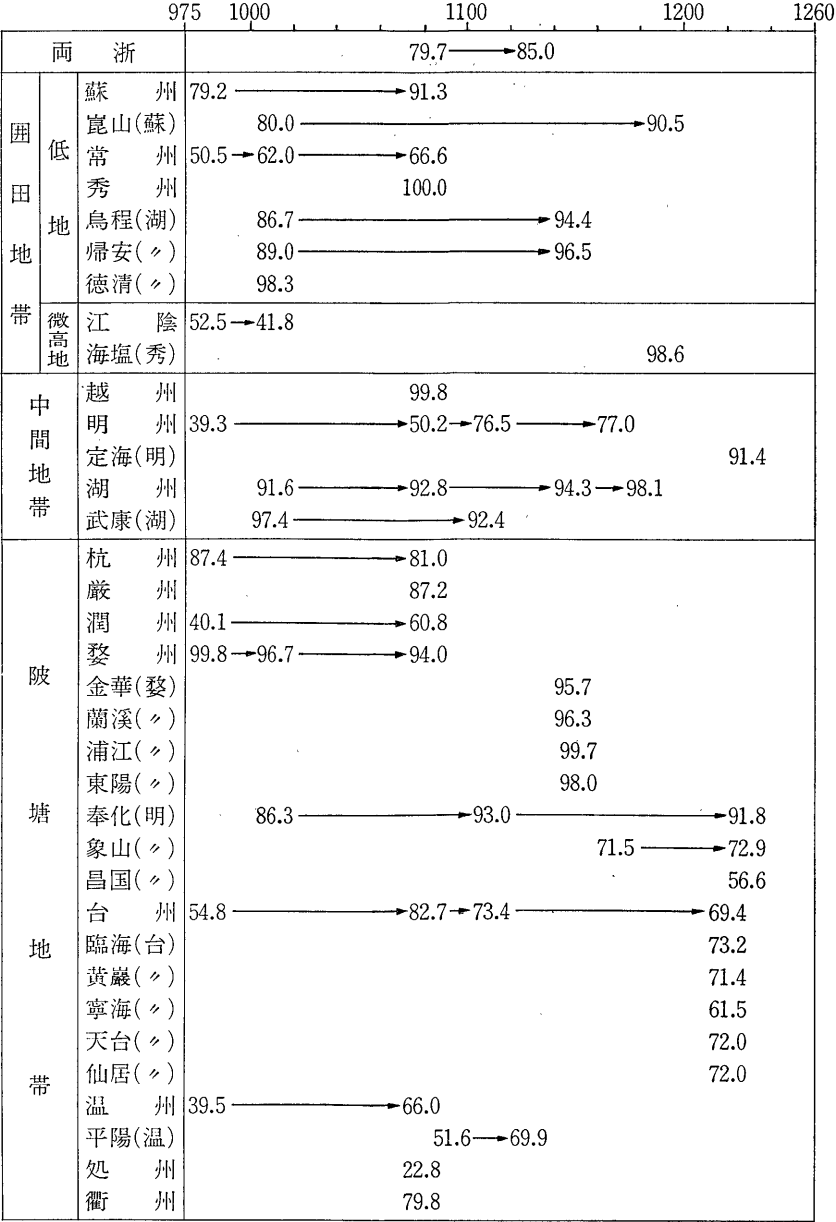 975 1000 1100 1200 1260
両浙 79.7→85.0
囲田地帯
低地
蘇州 79.2→91.3
崑山(蘇) 80.0→90.5
常州 50.5→62.0→66.6
秀州 100.0
烏程(湖) 86.7→94.4
帰安(〃) 89.0→96.5
徳清(〃) 98.3
微高地
江陰 52.5→41.8
海塩(秀) 98.6
中間地帯
越州 99.8
明州 39.3→50.2→76.5→77.0
定海(明) 91.4
湖州 91.6→92.8→94.3→98.1
武康(湖) 97.4→92.4
陂塘地帯
杭州 87.4→81.0
厳州 87.2
潤州 40.1→60.8
婺州 99.8→96.7→94.0
金華(婺) 95.7
蘭溪(〃) 96.3
浦江(〃) 99.7
東陽(〃) 98.0
奉化(明) 86.3→93.0→91.8
象山(〃) 71.5→72.9
昌国(〃) 56.6
台州 54.8→82.7→73.4→69.4
臨海(台) 73.2
黄巌(〃) 71.4
寧海(〃) 61.5
天台(〃) 72.0
仙居(〃) 72.0
温州 39.5→66.0
平陽(温) 51.6→69.9
処州 22.8
衢州 79.8